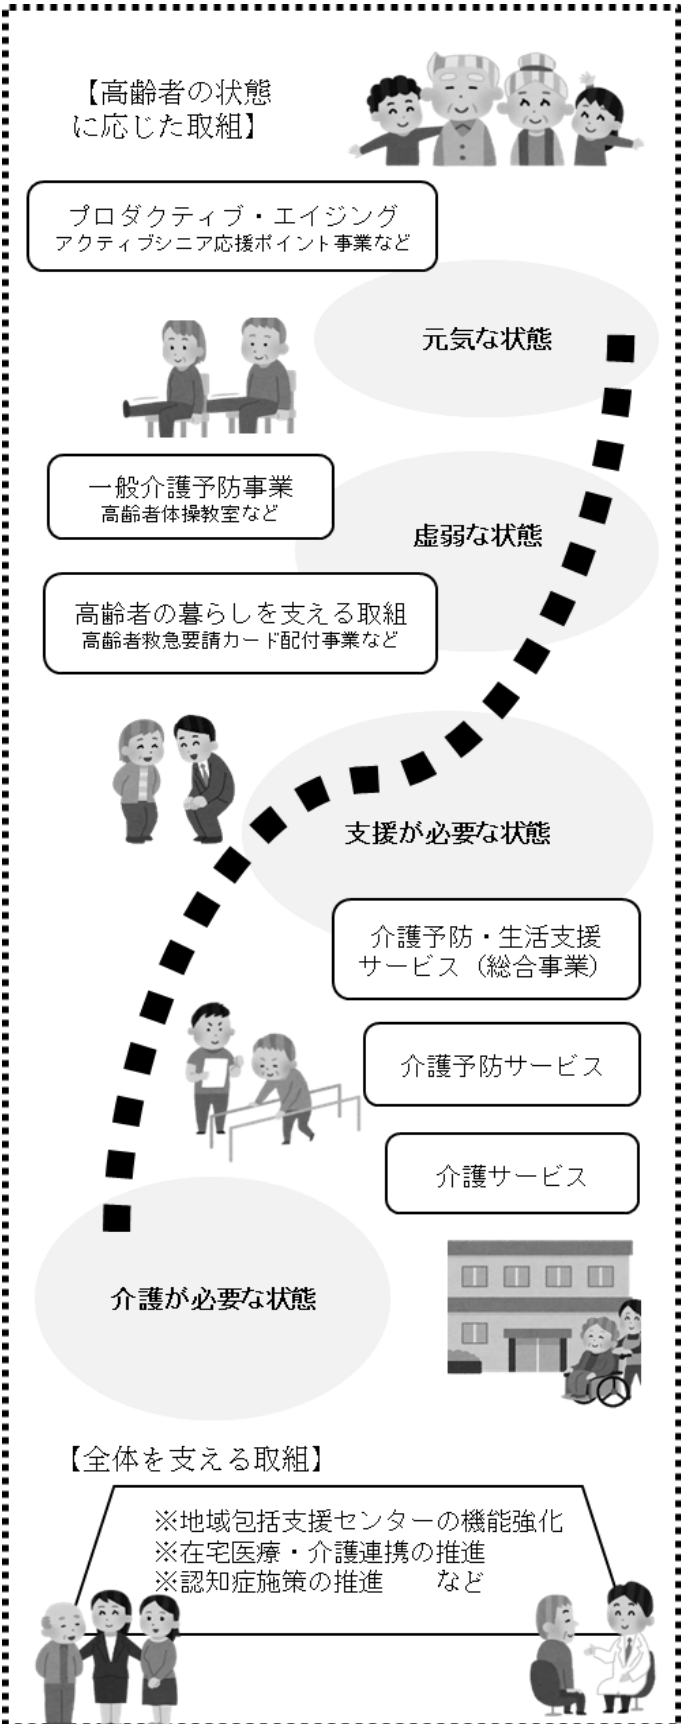 【高齢者の状態
に応じた取組】
プロダクティブ・エイジング
アクティブシニア応援ポイント事業など
元気な状態
一般介護予防事業
高齢者体操教室など
虚弱な状態
高齢者の暮らしを支える取組
高齢者救急要請カード配付事業など
支援が必要な状態
介護予防・生活支援
サービス（総合事業）
介護予防サービス
介護サービス
介護が必要な状態
【全体を支える取組】
※地域包括支援センターの機能強化
※在宅医療・介護連携の推進
※認知症施策の推進　　など